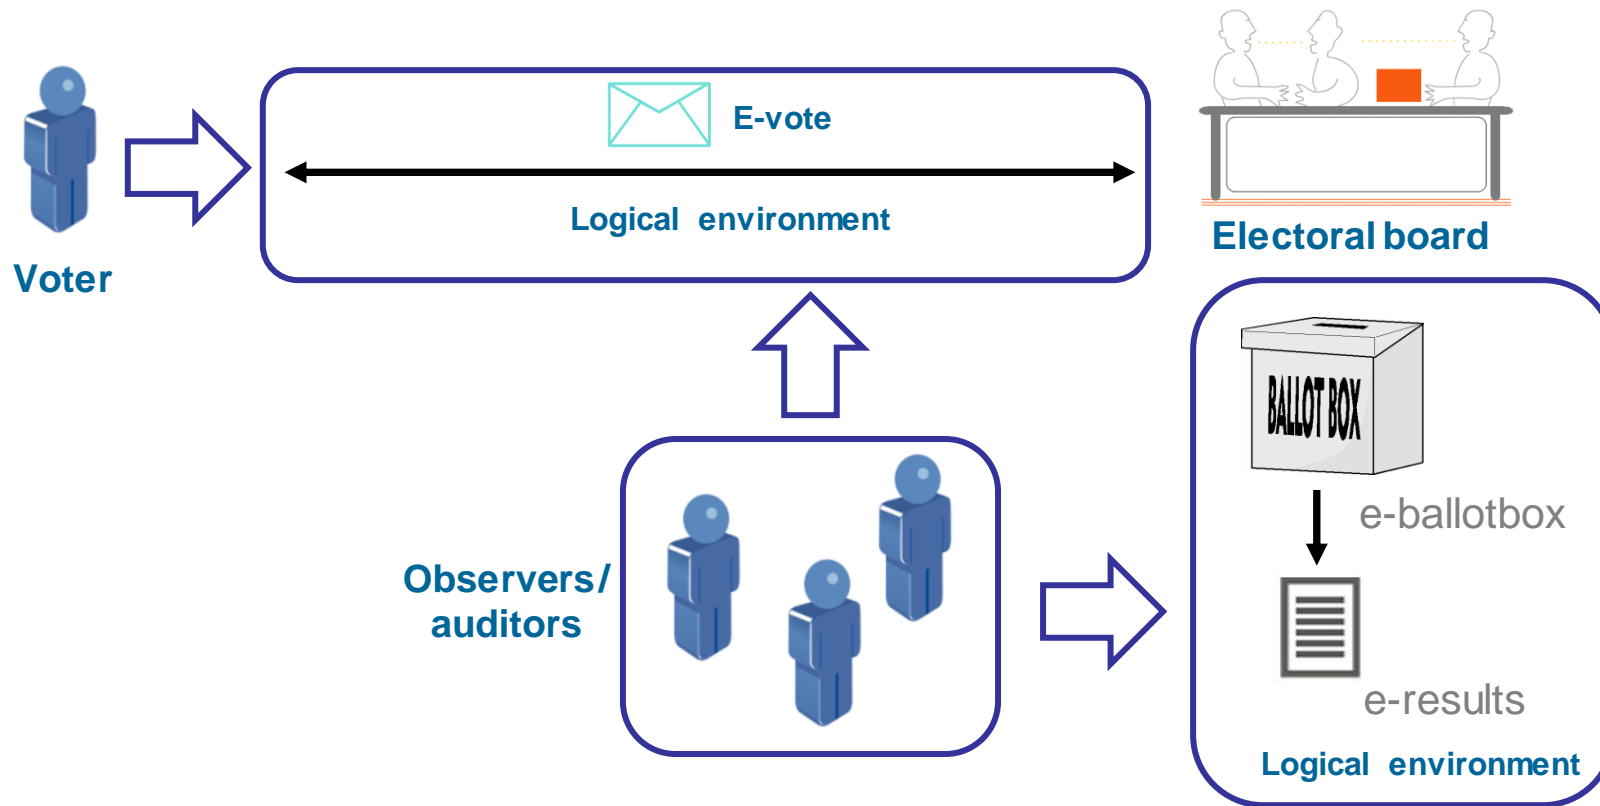 E-vote
Logical environment
Voter
Electoral board
BALLOT BOX
e-ballotbox
Observers/
auditors
e-results
Logical environment